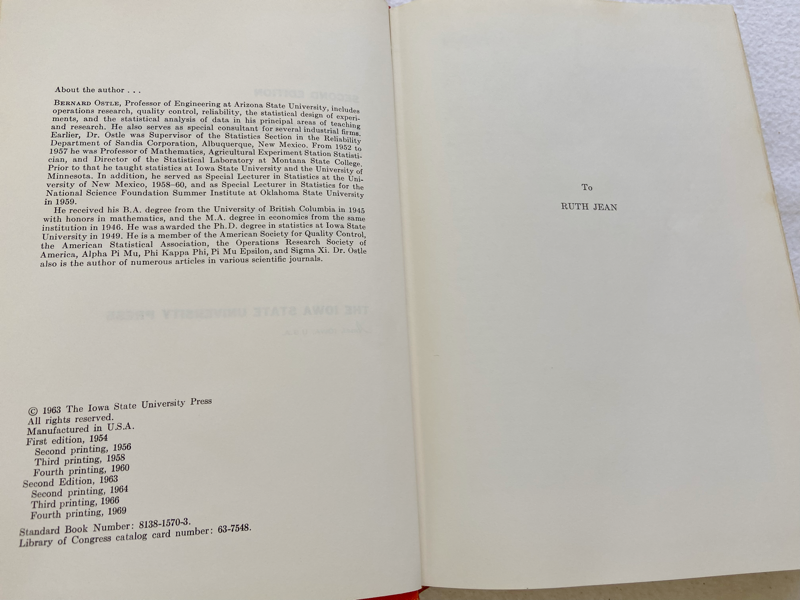 About the author . . .
BERNARD OSTLE, Professor of Engineering at Arizona State University, includes
operations research, quality control, reliability, the statistical design of experi-
ments, and the statistical analysis of data in his principal areas of teaching
and research. He also serves as special consultant for several industrial firms.
Earlier, Dr. Ostle was Supervisor of the Statistics Section in the Reliability
Department of Sandia Corporation, Albuquerque, New Mexico. From 1952 to
1957 he was Professor of Mathematics, Agricultural Experiment Station Statisti-
cian, and Director of the Statistical Laboratory at Montana State College.
Prior to that he taught statistics at Iowa State University and the University of
Minnesota. In addition, he served as Special Lecturer in Statistics at the Uni-
versity of New Mexico, 1958–60, and as Special Lecturer in Statistics for the
National Science Foundation Summer Institute at Oklahoma State University
in 1959.
He received his B.A. degree from the University of British Columbia in 1945
with honors in mathematics, and the M.A. degree in economics from the same
institution in 1946. He was awarded the Ph.D. degree in statistics at Iowa State
University in 1949. He is a member of the American Society for Quality Control,
the American Statistical Association, the Operations Research Society of
America, Alpha Pi Mu, Phi Kappa Phi, Pi Mu Epsilon, and Sigma Xi. Dr. Ostle
also is the author of numerous articles in various scientific journals.
SECOND EDITION
THE IOWA STATE UNIVERSITY PRESS
© 1963 The Iowa State University Press
All rights reserved.
Manufactured in U.S.A.
First edition, 1954
Second printing, 1956
Third printing, 1958
Fourth printing, 1960
Second Edition, 1963
Second printing, 1964
Third printing, 1966
Fourth printing, 1969
Standard Book Number: 8138-1570-3.
Library of Congress catalog card number: 63-7548.
To
RUTH JEAN